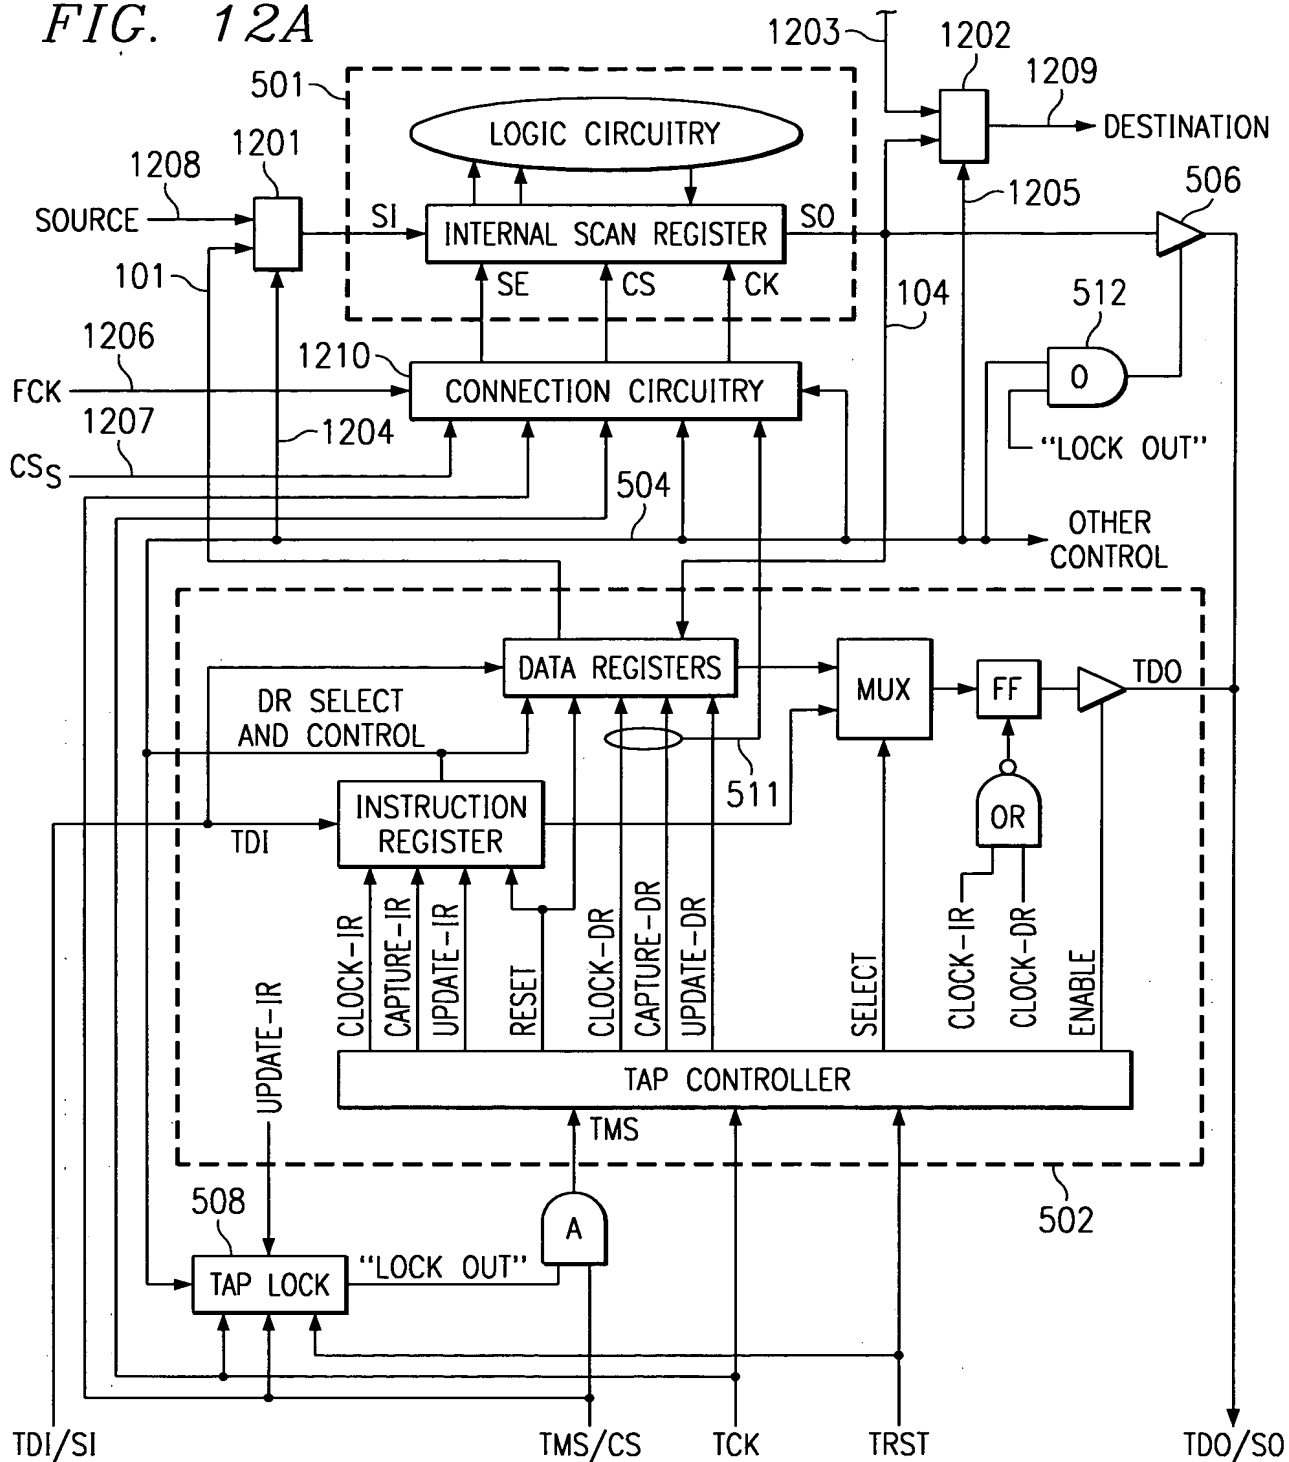 FIG. 12A
1203
1202
1209
DESTINATION
501
LOGIC CIRCUITRY
1201
1208
SOURCE
SI
INTERNAL SCAN REGISTER
SO
1205
506
101
SE
CS
CK
104
512
1206
1210
FCK
CONNECTION CIRCUITRY
O
1207
1204
"LOCK OUT"
CSS
504
OTHER
CONTROL
DATA REGISTERS
MUX
FF
TDO
DR SELECT
AND CONTROL
511
INSTRUCTION
REGISTER
TDI
OR
CLOCK-IR
CAPTURE-IR
UPDATE-IR
RESET
CLOCK-DR
CAPTURE-DR
UPDATE-DR
SELECT
CLOCK-IR
CLOCK-DR
ENABLE
UPDATE-IR
TAP CONTROLLER
TMS
508
A
502
TAP LOCK
"LOCK OUT"
TDI/SI
TMS/CS
TCK
TRST
TDO/SO